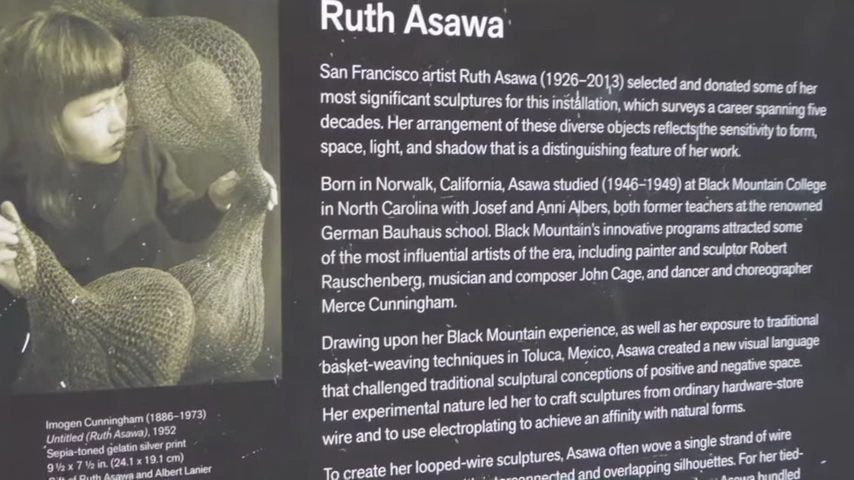 Ruth Asawa
San Francisco artist Ruth Asawa (1926–2013) selected and donated some of her
most significant sculptures for this installation, which surveys a career spanning five
decades. Her arrangement of these diverse objects reflects the sensitivity to form,
space, light, and shadow that is a distinguishing feature of her work.
Born in Norwalk, California, Asawa studied (1946–1949) at Black Mountain College
in North Carolina with Josef and Anni Albers, both former teachers at the renowned
German Bauhaus school. Black Mountain's innovative programs attracted some
of the most influential artists of the era, including painter and sculptor Robert
Rauschenberg, musician and composer John Cage, and dancer and choreographer
Merce Cunningham.
Drawing upon her Black Mountain experience, as well as her exposure to traditional
basket-weaving techniques in Toluca, Mexico, Asawa created a new visual language
that challenged traditional sculptural conceptions of positive and negative space.
Her experimental nature led her to craft sculptures from ordinary hardware-store
wire and to use electroplating to achieve an affinity with natural forms.
To create her looped-wire sculptures, Asawa often wove a single strand of wire
interconnected and overlapping silhouettes. For her tied-
Asawa bundled
Imogen Cunningham (1886–1973)
Untitled (Ruth Asawa), 1952
Sepia-toned gelatin silver print
9 ½ x 7 ½ in. (24.1 x 19.1 cm)
of Ruth Asawa and Albert Lanier